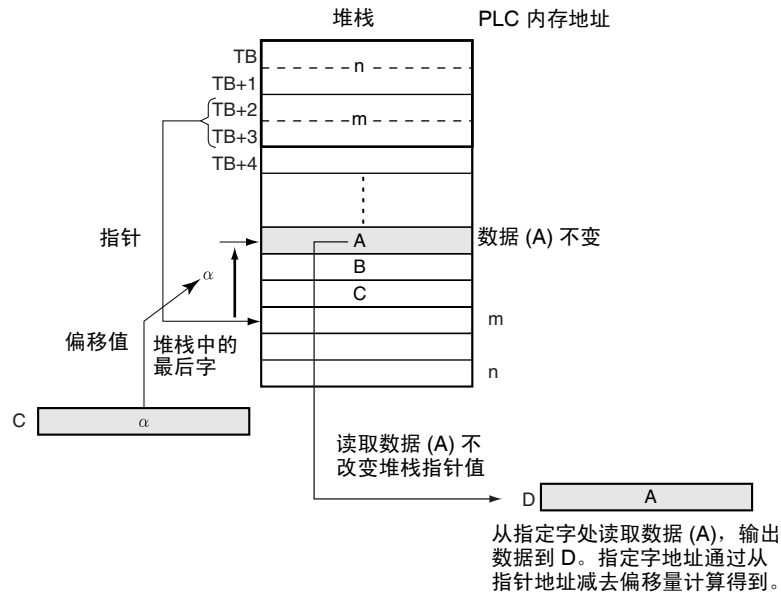 堆栈
PLC 内存地址
TB
n
TB+1
TB+2
m
TB+3
TB+4
指针
A
数据 (A) 不变
B
α
C
m
偏移值
堆栈中的
最后字
n
C
α
读取数据 (A) 不
改变堆栈指针值
D
A
从指定字处读取数据 (A)，输出
数据到 D。指定字地址通过从
指针地址减去偏移量计算得到。